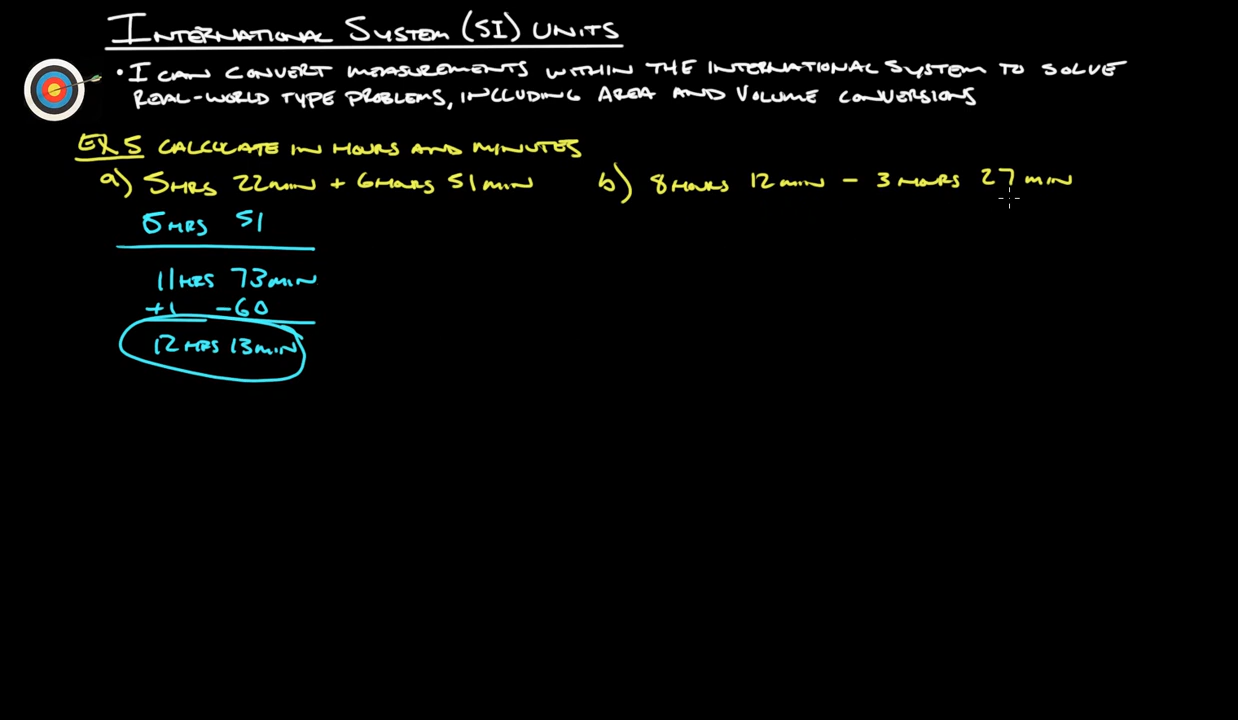 INTERNATIONAL SYSTEM (SI) UNITS
• I CAN CONVERT MEASUREMENTS WITHIN THE INTERNATIONAL SYSTEM TO SOLVE
REAL-WORLD TYPE PROBLEMS, INCLUDING AREA AND VOLUME CONVERSIONS
EX 5 CALCULATE IN HOURS AND MINUTES
a) 5HRS 22MIN + 6HOURS 51MIN
b) 8HOURS 12MIN - 3HOURS 27MIN
6HRS 51
11HRS 73MIN
+1 -60
12HRS 13MIN